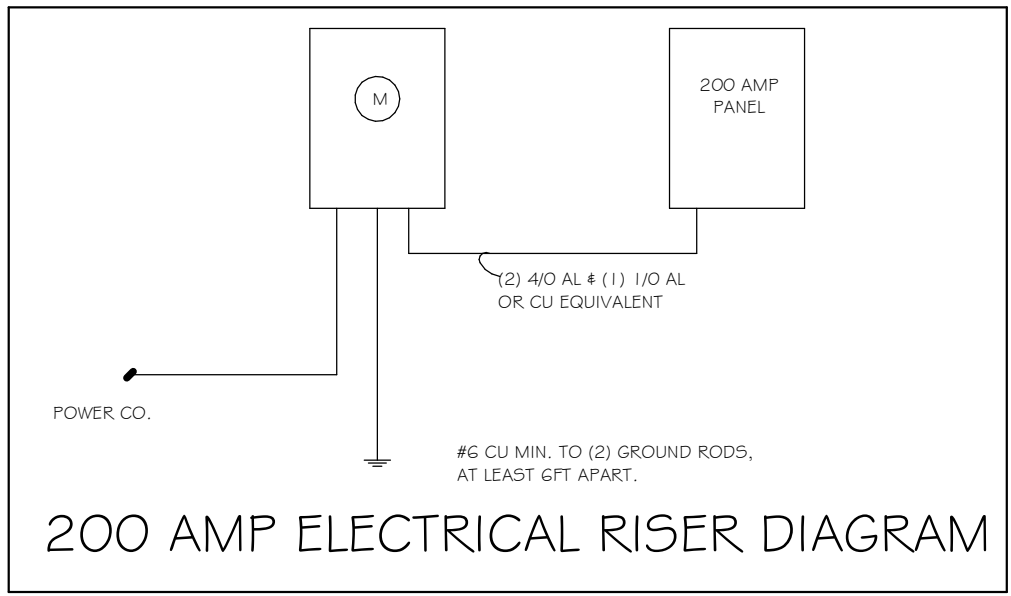 M
200 AMP
PANEL
(2) 4/0 AL & (1) 1/0 AL
OR CU EQUIVALENT
POWER CO.
#6 CU MIN. TO (2) GROUND RODS,
AT LEAST 6FT APART.
200 AMP ELECTRICAL RISER DIAGRAM